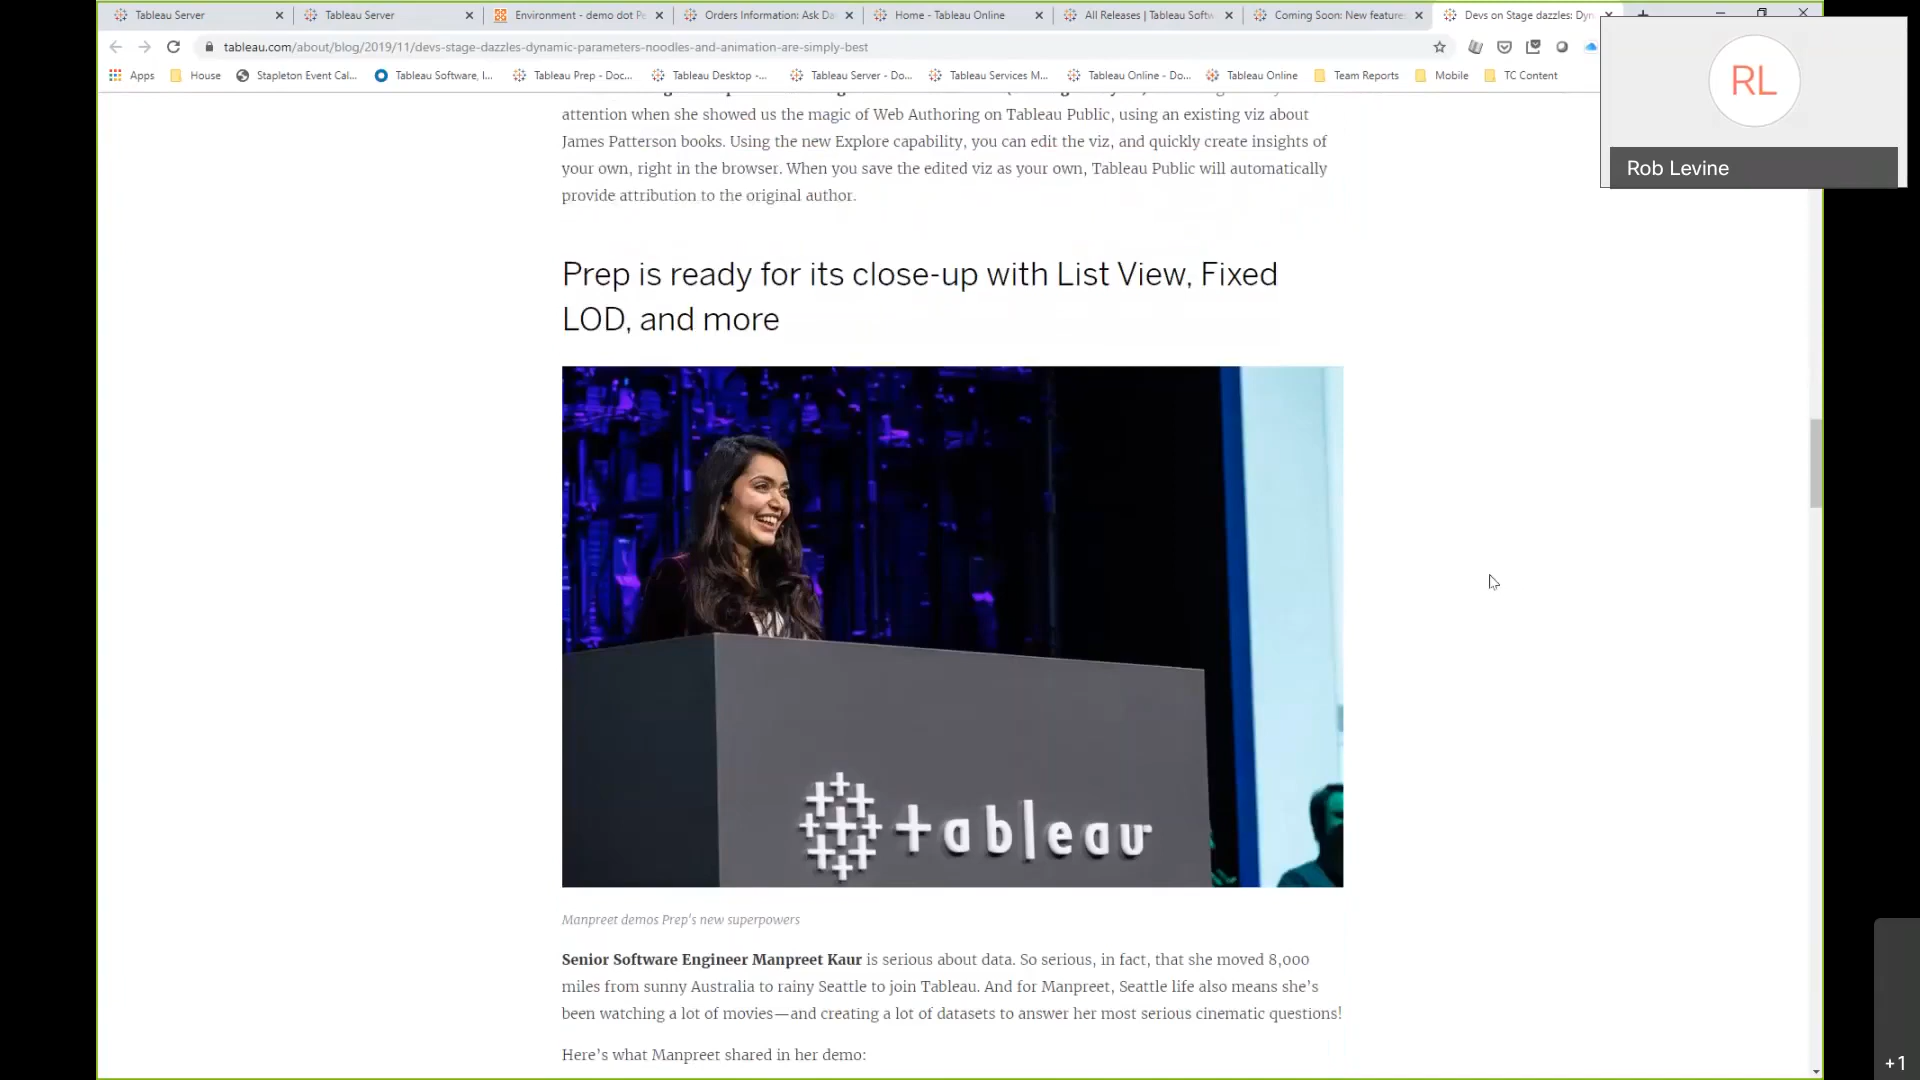 Tableau Server
Tableau Server
Environment - demo dot
Orders Information: Ask Da
Home - Tableau Online
All Releases | Tableau Softw
Coming Soon: New feature
Devs on Stage dazzles: Dyn
tableau.com/about/blog/2019/11/devs-stage-dazzles-dynamic-parameters-noodles-and-animation-are-simply-best
Apps
House
Stapleton Event Cal...
Tableau Software, I...
Tableau Prep - Doc...
Tableau Desktop -...
Tableau Server - Do...
Tableau Services M...
Tableau Online - Do...
Tableau Online
Team Reports
Mobile
TC Content
RL
Rob Levine
attention when she showed us the magic of Web Authoring on Tableau Public, using an existing viz about
James Patterson books. Using the new Explore capability, you can edit the viz, and quickly create insights of
your own, right in the browser. When you save the edited viz as your own, Tableau Public will automatically
provide attribution to the original author.
Prep is ready for its close-up with List View, Fixed
LOD, and more
tableau
Manpreet demos Prep's new superpowers
Senior Software Engineer Manpreet Kaur is serious about data. So serious, in fact, that she moved 8,000
miles from sunny Australia to rainy Seattle to join Tableau. And for Manpreet, Seattle life also means she's
been watching a lot of movies—and creating a lot of datasets to answer her most serious cinematic questions!
Here's what Manpreet shared in her demo:
+1